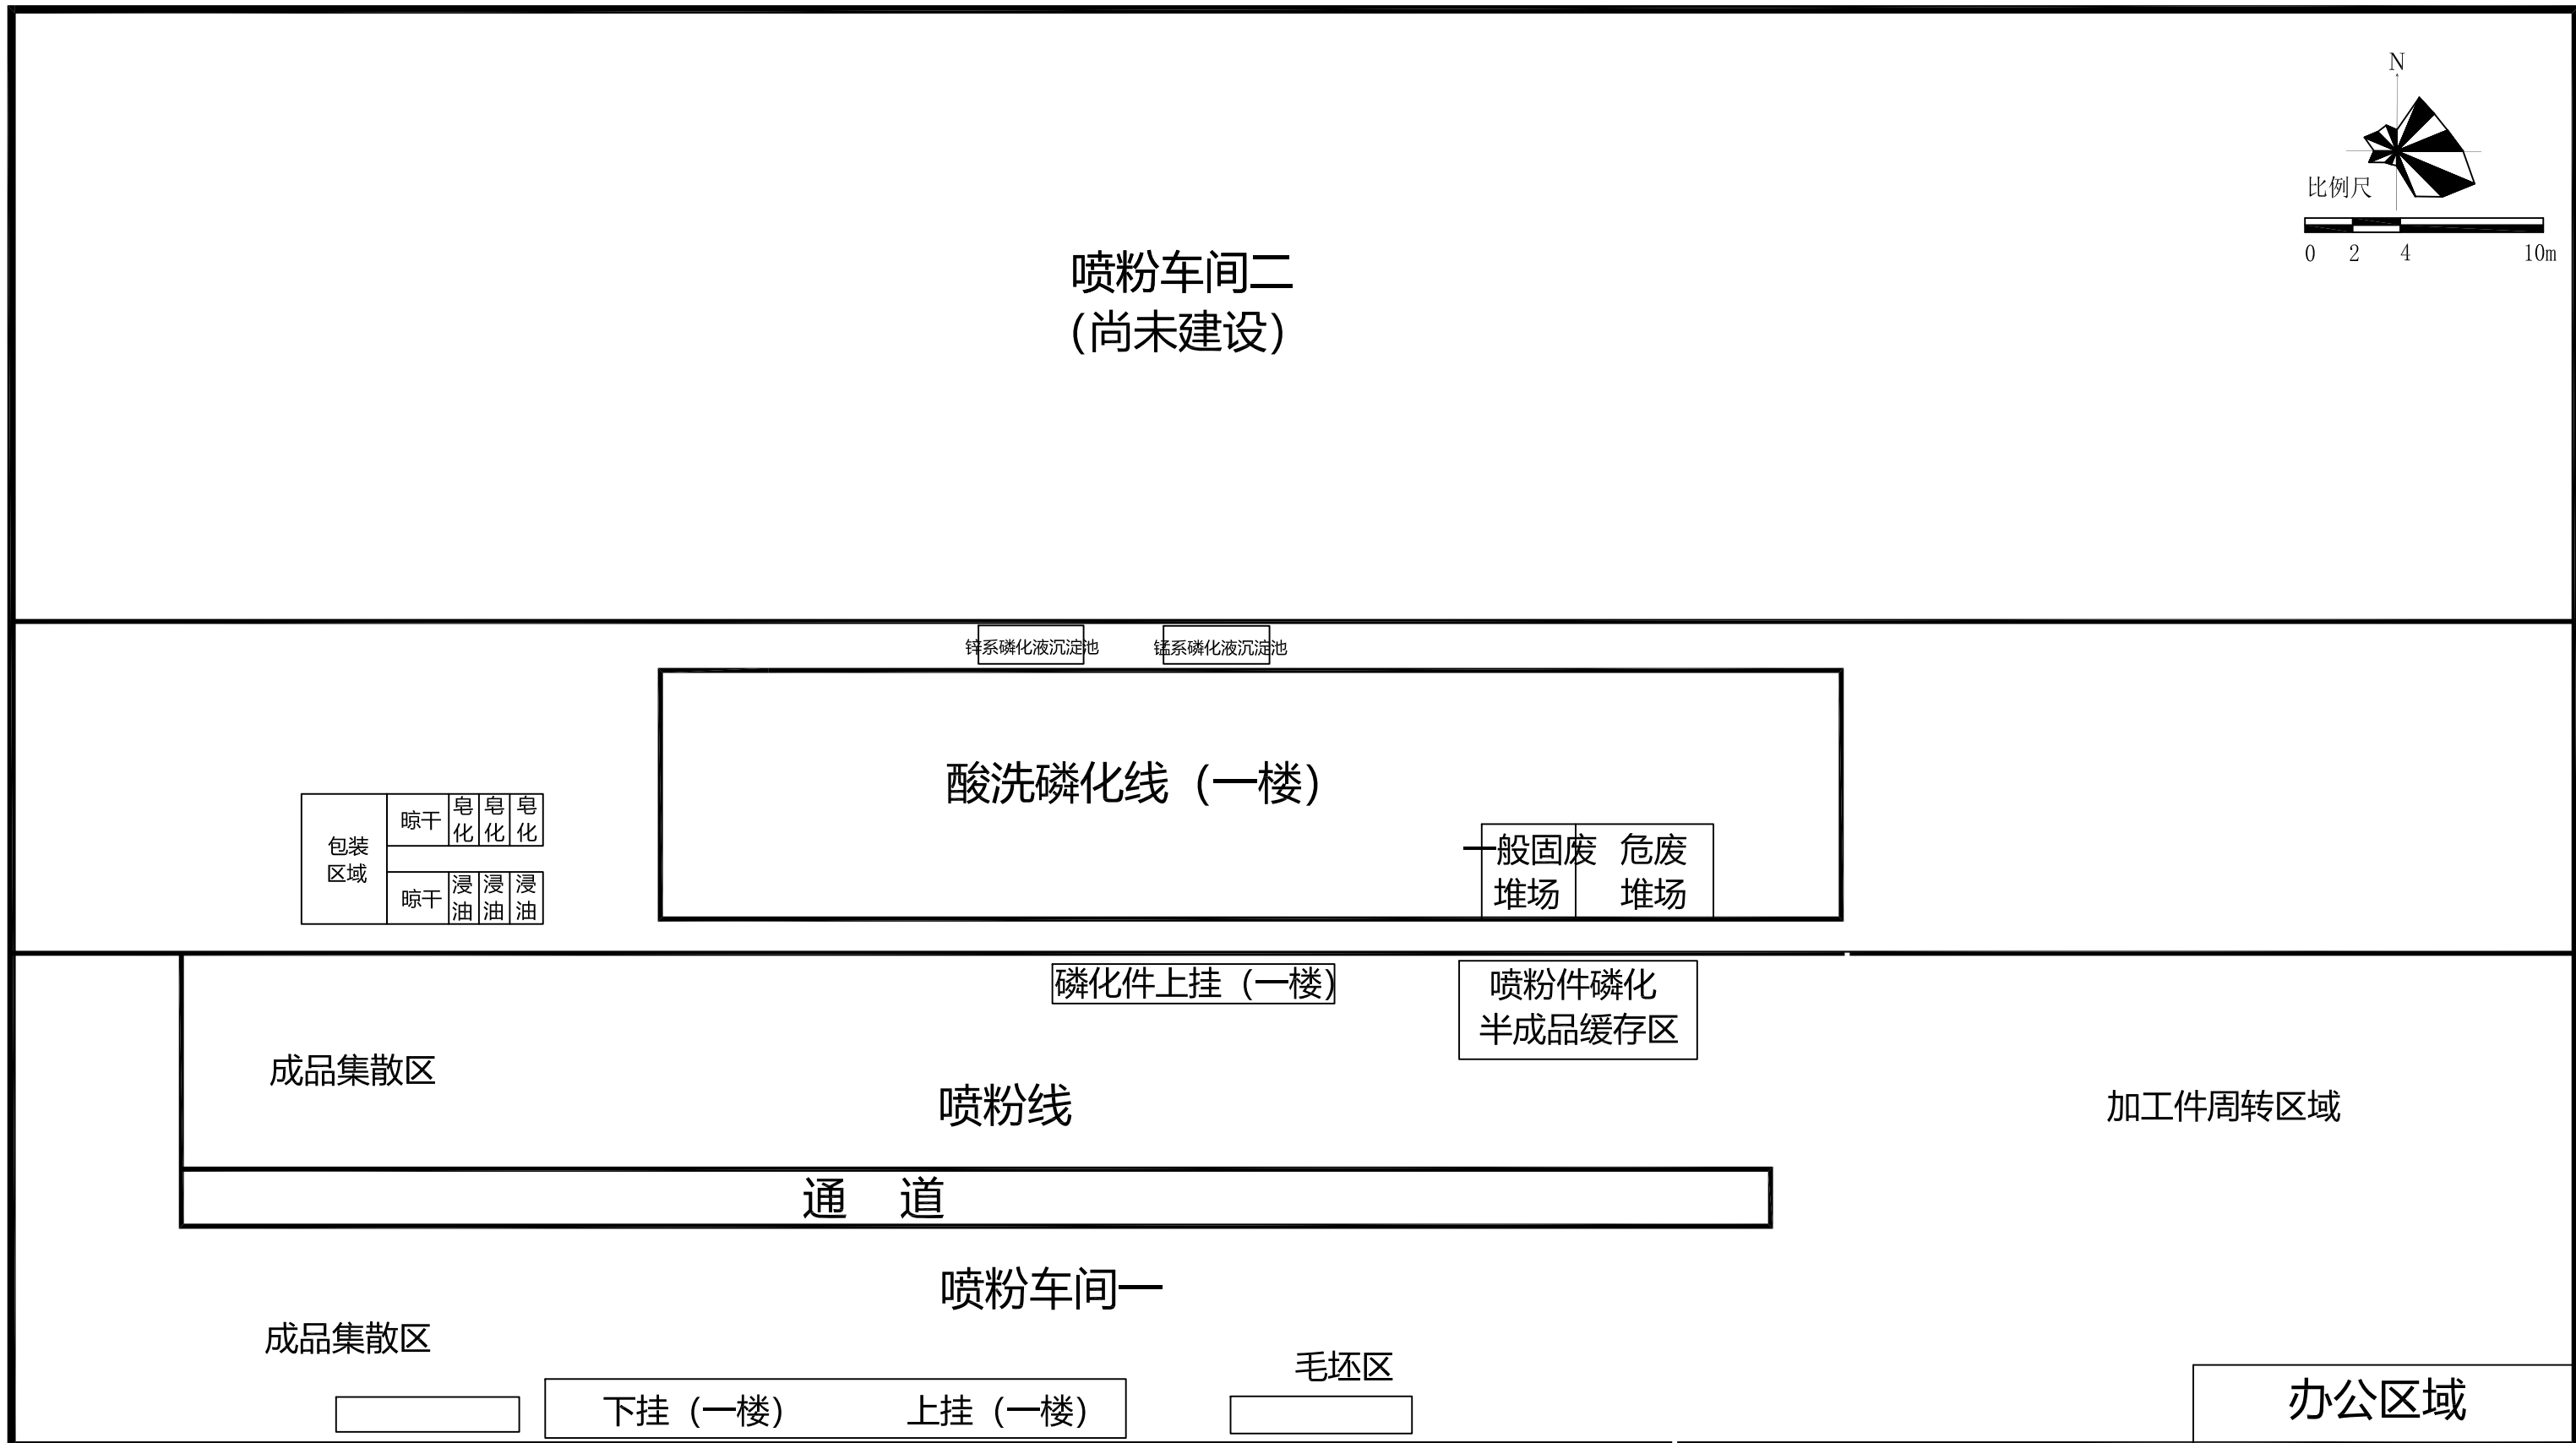 N
比例尺
0 2 4 10m
喷粉车间二
（尚未建设）
锌系磷化液沉淀池
锰系磷化液沉淀池
酸洗磷化线（一楼）
包装
区域
晾干
皂化
皂化
皂化
晾干
浸油
浸油
浸油
一般固废
堆场
危废
堆场
磷化件上挂（一楼）
喷粉件磷化
半成品缓存区
成品集散区
喷粉线
加工件周转区域
通 道
喷粉车间一
成品集散区
毛坯区
下挂（一楼）
上挂（一楼）
办公区域